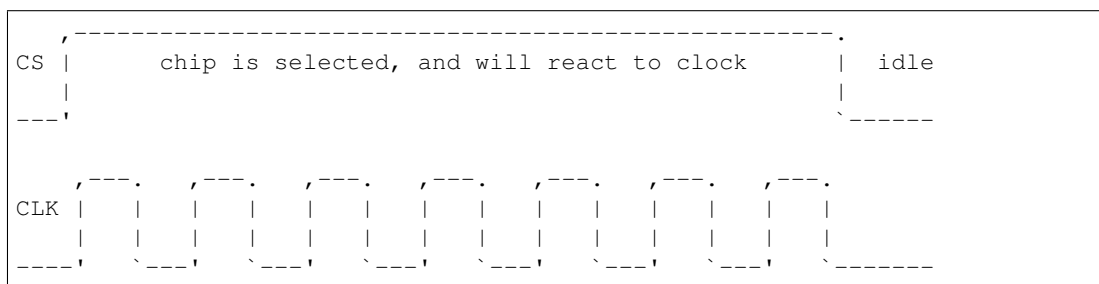 CS | chip is selected, and will react to clock | idle
CLK